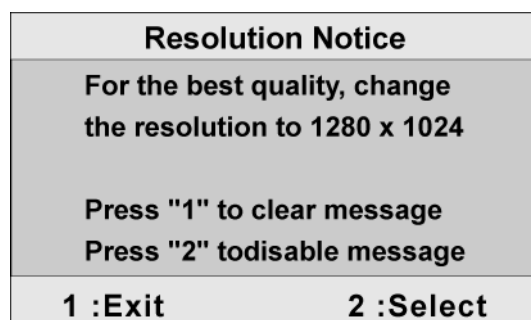 Resolution Notice
For the best quality, change
the resolution to 1280 x 1024
Press "1" to clear message
Press "2" todisable message
1 :Exit 2 :Select